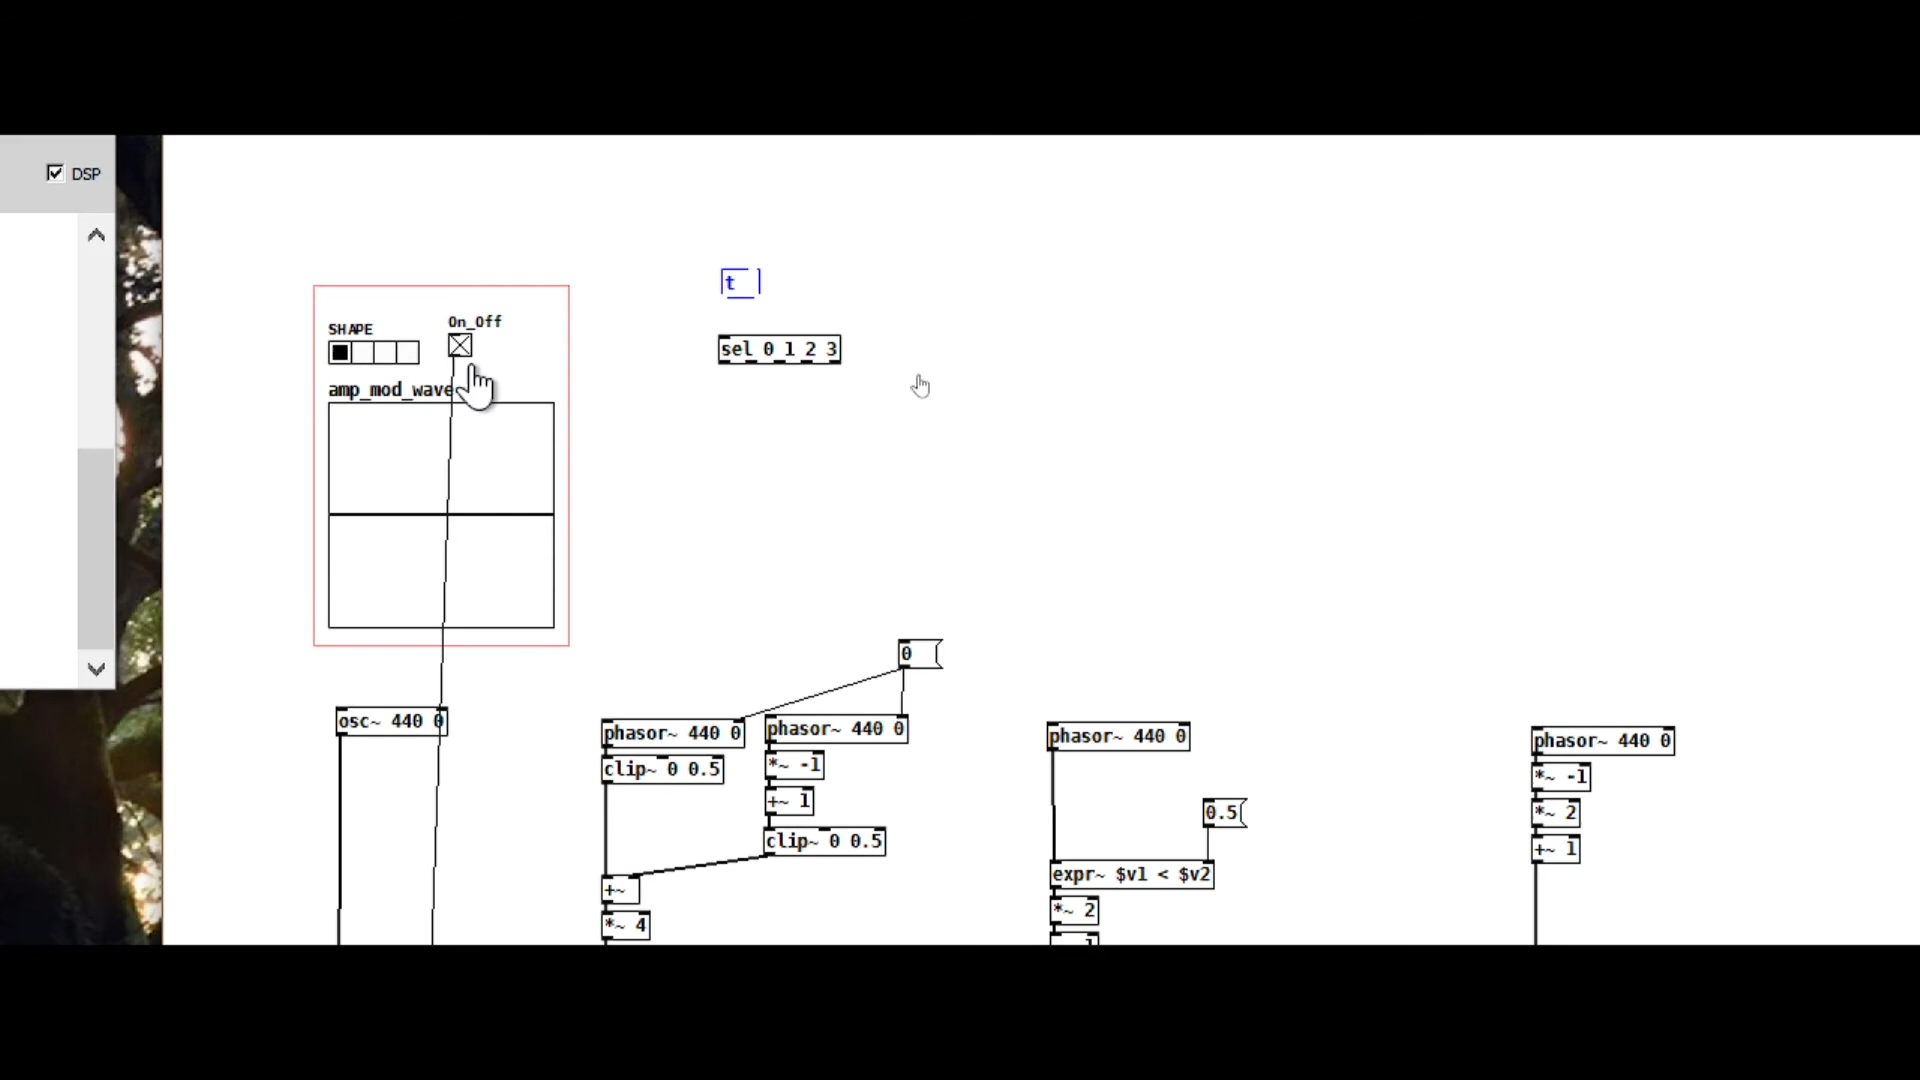 DSP
t
On_Off
SHAPE
sel 0 1 2 3
amp_mod_wave
0
osc~ 440 0
phasor~ 440 0
phasor~ 440 0
phasor~ 440 0
phasor~ 440 0
clip~ 0 0.5
*~ -1
*~ -1
+~ 1
0.5
*~ 2
clip~ 0 0.5
+~ 1
expr~ $v1 < $v2
+~
*~ 2
*~ 4